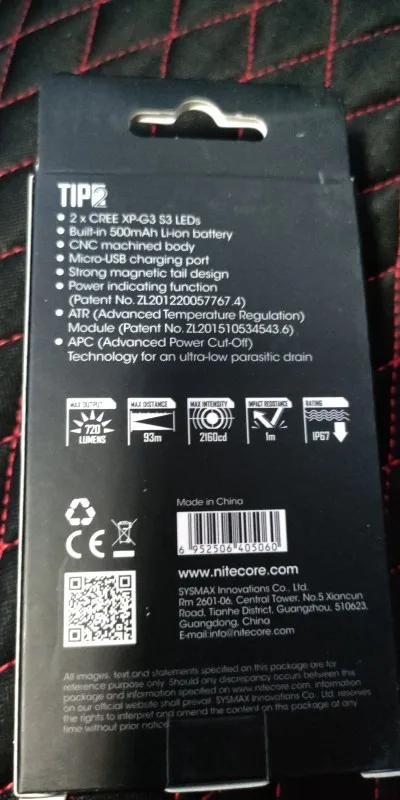 TIP2
• 2 x CREE XP-G3 S3 LEDs
• Built-in 500mAh Li-ion battery
• CNC machined body
• Micro-USB charging port
• Strong magnetic tail design
• Power indicating function
(Patent No. ZL201220057767.4)
• ATR (Advanced Temperature Regulation)
Module (Patent No. ZL201510534543.6)
• APC (Advanced Power Cut-Off)
Technology for an ultra-low parasitic drain
MAX OUTPUT MAX DISTANCE MAX INTENSITY IMPACT RESISTANCE RATING
720 LUMENS 93m 2160cd 1m IP67
Made in China
6 952506 405060
CE
www.nitecore.com
SYSMAX Innovations Co., Ltd.
Rm 2601-06, Central Tower, No.5 Xiancun
Road, Tianhe District, Guangzhou, 510623,
Guangdong, China
E-mail:info@nitecore.com
All images, text and statements specified on this package are for
reference purpose only. Should any discrepancy occurs between this
package and information specified on www.nitecore.com, information
on our official website shall prevail. SYSMAX Innovations Co., Ltd. reserves
the rights to interpret and amend the content on this package at any
time without prior notice.